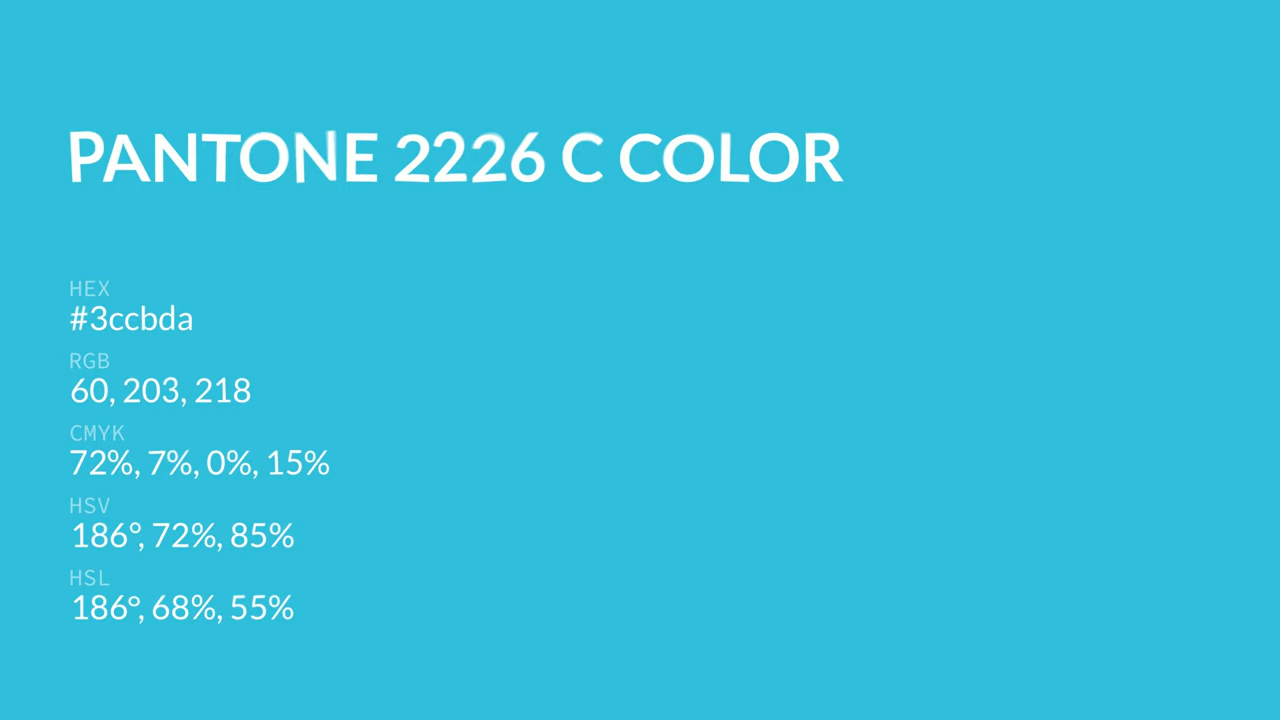 PANTONE 2226 C COLOR
HEX
#3ccbda
RGB
60, 203, 218
CMYK
72%, 7%, 0%, 15%
HSV
186°, 72%, 85%
HSL
186°, 68%, 55%